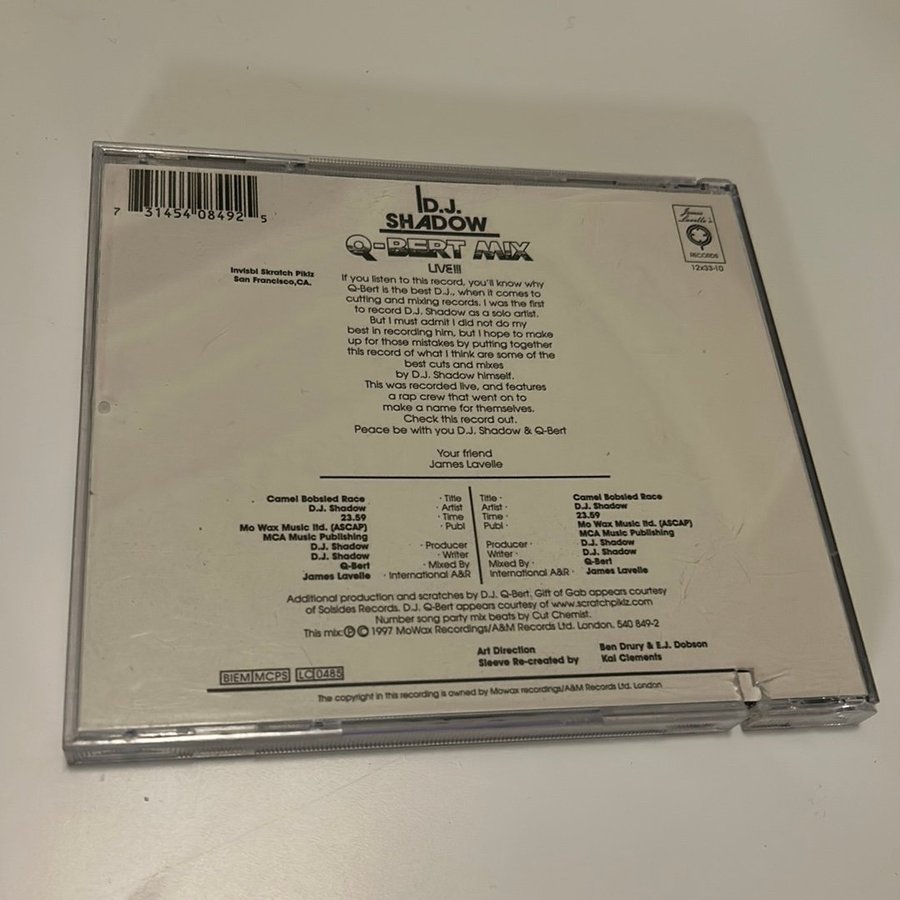 7 31454 08492 5
D.J.
SHADOW
Q-BERT MIX
LIVE!!!
James
Lavelle's
RECORDS
12x33-10
Invisbl Skratch Piklz
San Francisco,CA.
If you listen to this record, you'll know why
Q-Bert is the best D.J., when it comes to
cutting and mixing records. I was the first
to record D.J. Shadow as a solo artist.
But I must admit I did not do my
best in recording him, but I hope to make
up for those mistakes by putting together
this record of what I think are some of the
best cuts and mixes
by D.J. Shadow himself.
This was recorded live, and features
a rap crew that went on to
make a name for themselves.
Check this record out.
Peace be with you D.J. Shadow & Q-Bert
Your friend
James Lavelle
Camel Bobsled Race · Title Title · Camel Bobsled Race
D.J. Shadow · Artist Artist · D.J. Shadow
23.59 · Time Time · 23.59
Mo Wax Music ltd. (ASCAP) · Publ Publ · Mo Wax Music ltd. (ASCAP)
MCA Music Publishing MCA Music Publishing
D.J. Shadow · Producer Producer · D.J. Shadow
D.J. Shadow · Writer Writer · D.J. Shadow
Q-Bert · Mixed By Mixed By · Q-Bert
James Lavelle · International A&R International A&R · James Lavelle
Additional production and scratches by D.J. Q-Bert, Gift of Gab appears courtesy
of Solsides Records. D.J. Q-Bert appears courtesy of www.scratchpiklz.com
Number song party mix beats by Cut Chemist.
This mix:℗ © 1997 MoWax Recordings/A&M Records Ltd. London. 540 849-2
Art Direction Ben Drury & E.J. Dobson
Sleeve Re-created by Kai Clements
BIEM MCPS LC 0485
The copyright in this recording is owned by Mowax recordings/A&M Records Ltd. London